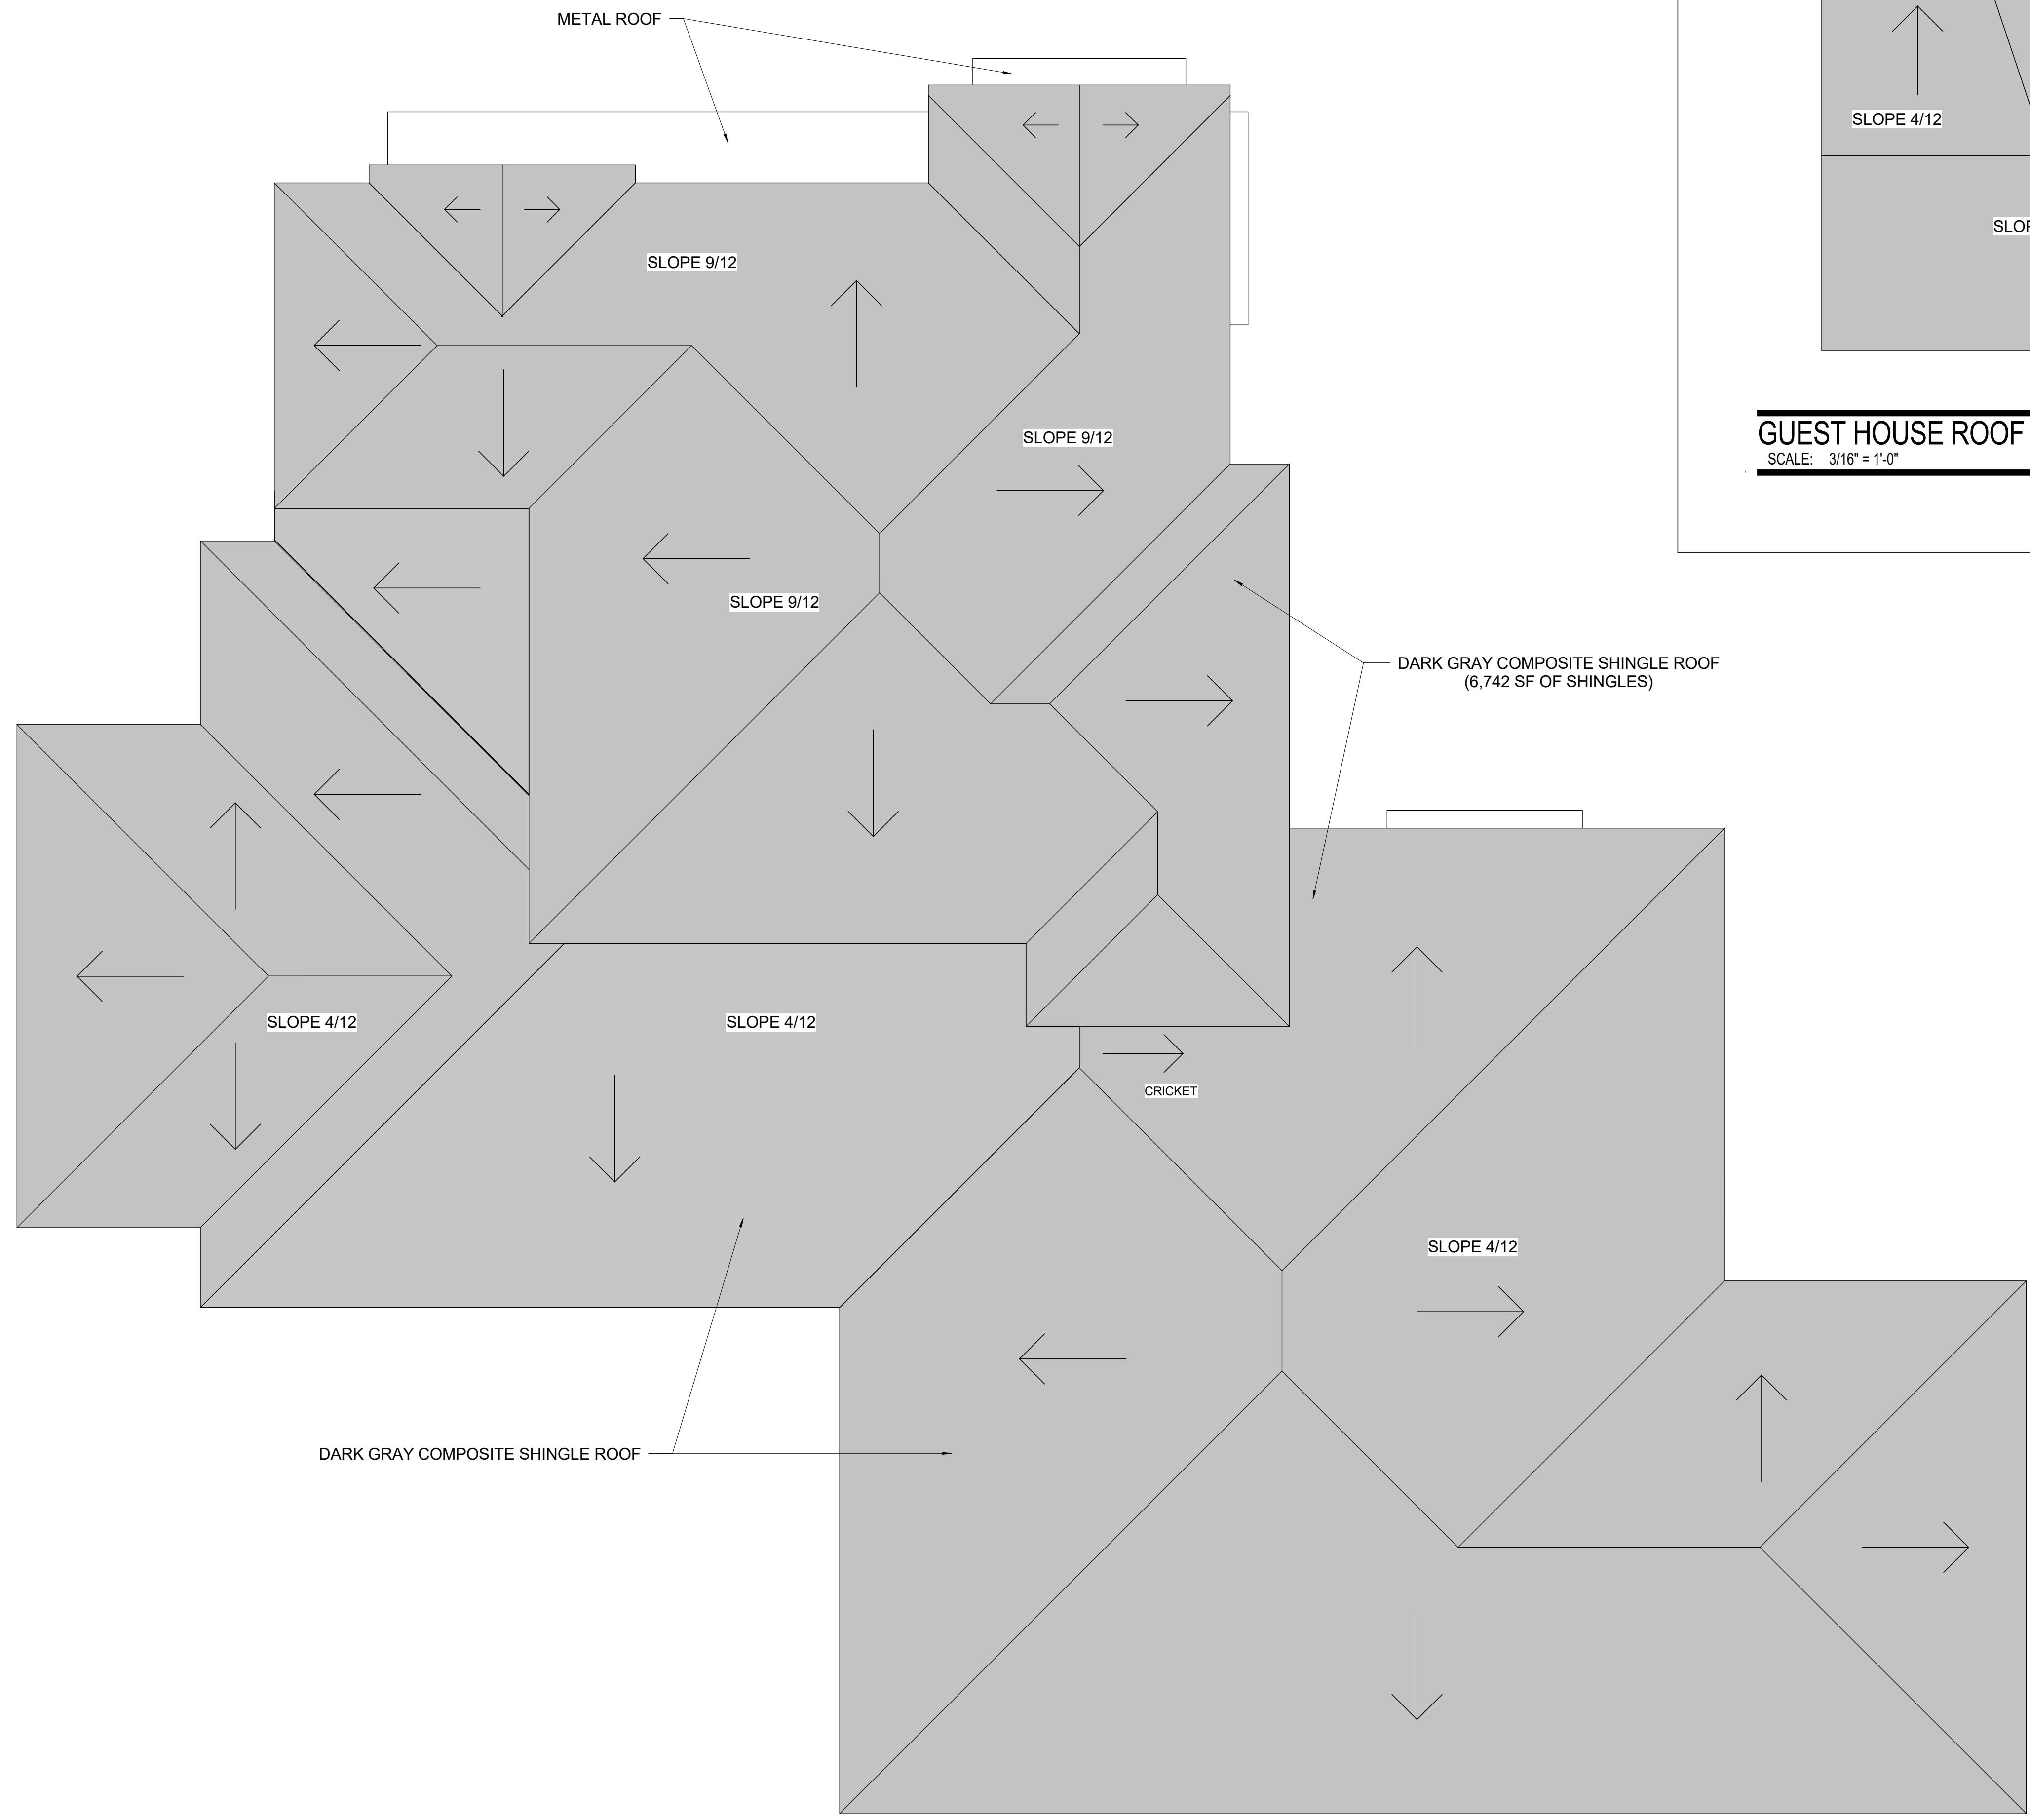 METAL ROOF
SLOPE 4/12
SLOP
SLOPE 9/12
GUEST HOUSE ROOF
SCALE: 3/16" = 1'-0"
SLOPE 9/12
SLOPE 9/12
DARK GRAY COMPOSITE SHINGLE ROOF
(6,742 SF OF SHINGLES)
SLOPE 4/12
SLOPE 4/12
CRICKET
SLOPE 4/12
DARK GRAY COMPOSITE SHINGLE ROOF